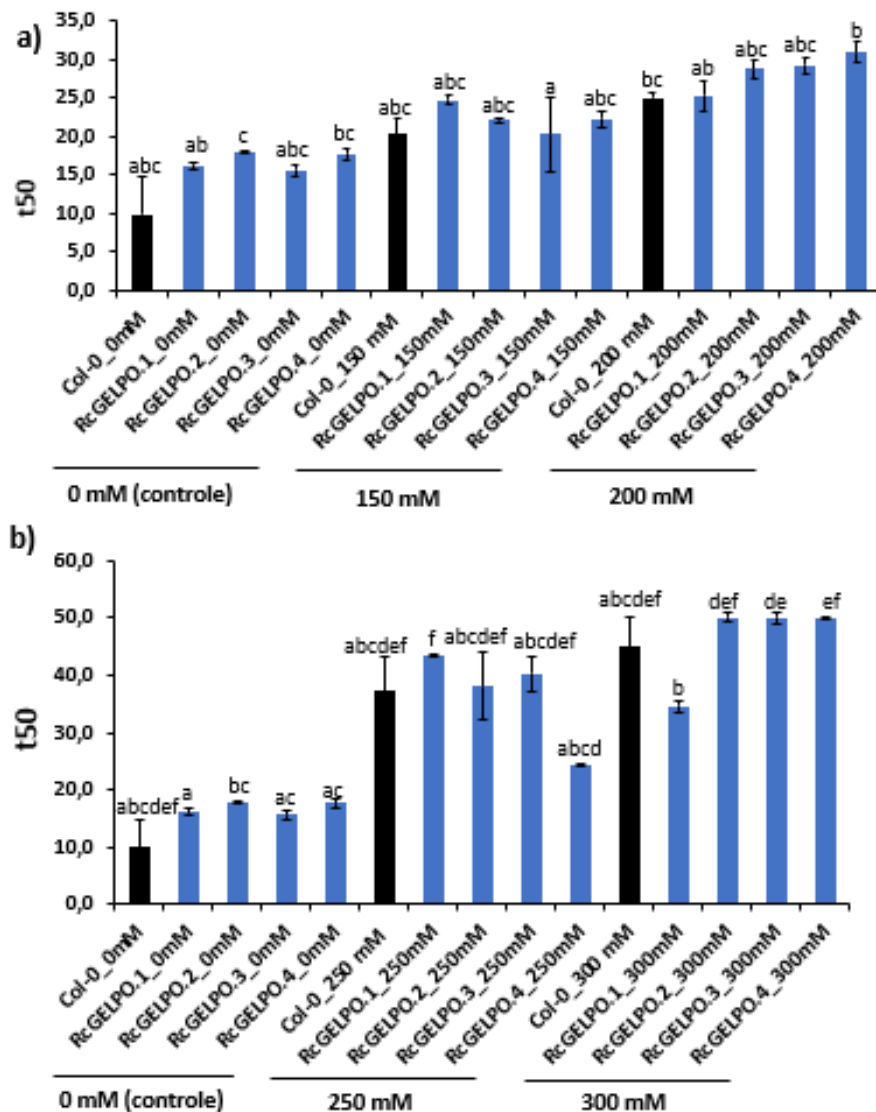 a)
t50
35,0
30,0
25,0
20,0
15,0
10,0
5,0
0,0
abc
ab
c
abc
bc
abc
abc
abc
a
abc
bc
ab
abc
abc
b
Col-0_0mM
RcGELPO.1_0mM
RcGELPO.2_0mM
RcGELPO.3_0mM
RcGELPO.4_0mM
Col-0_150 mM
RcGELPO.1_150mM
RcGELPO.2_150mM
RcGELPO.3_150mM
RcGELPO.4_150mM
Col-0_200 mM
RcGELPO.1_200mM
RcGELPO.2_200mM
RcGELPO.3_200mM
RcGELPO.4_200mM
0 mM (controle)
150 mM
200 mM
b)
t50
60,0
50,0
40,0
30,0
20,0
10,0
0,0
abcdef
a
bc
ac
ac
abcdef
f
abcdef
abcdef
abcd
abcdef
b
def
de
ef
Col-0_0mM
RcGELPO.1_0mM
RcGELPO.2_0mM
RcGELPO.3_0mM
RcGELPO.4_0mM
Col-0_250 mM
RcGELPO.1_250mM
RcGELPO.2_250mM
RcGELPO.3_250mM
RcGELPO.4_250mM
Col-0_300 mM
RcGELPO.1_300mM
RcGELPO.2_300mM
RcGELPO.3_300mM
RcGELPO.4_300mM
0 mM (controle)
250 mM
300 mM